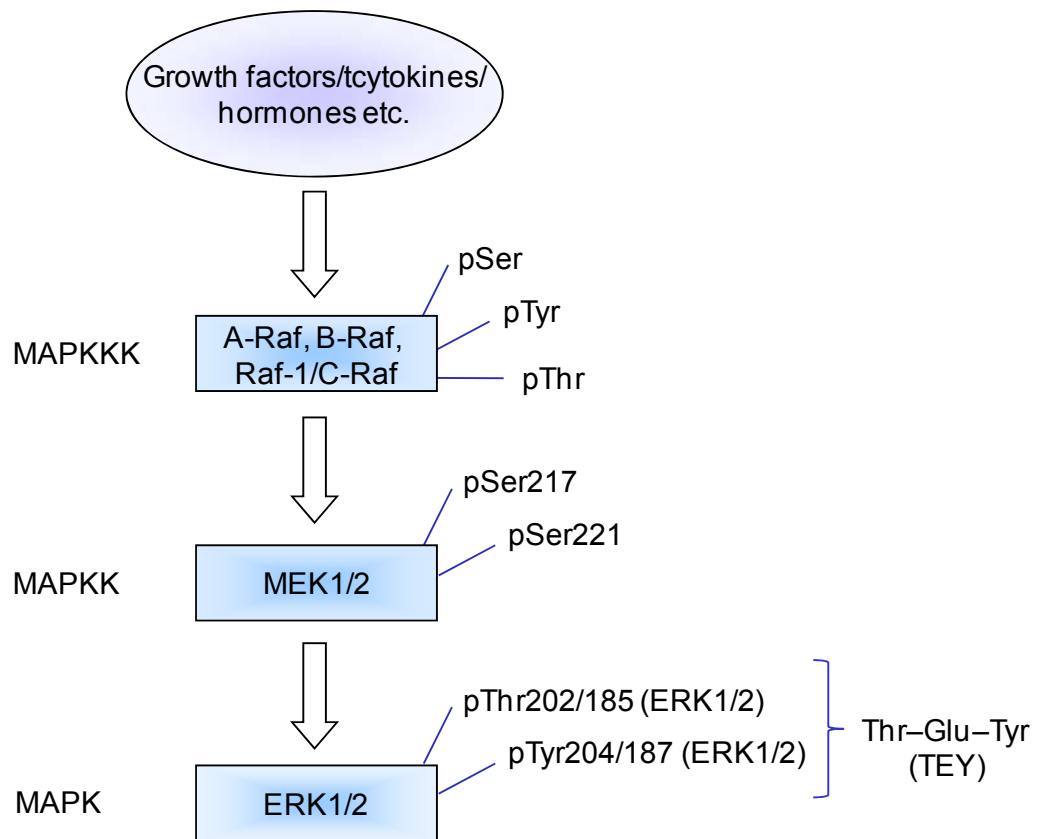 Growth factors/tcytokines/
hormones etc.
pSer
pTyr
MAPKKK
A-Raf, B-Raf,
Raf-1/C-Raf
pThr
pSer217
pSer221
MAPKK
MEK1/2
pThr202/185 (ERK1/2)
pTyr204/187 (ERK1/2)
Thr–Glu–Tyr
(TEY)
MAPK
ERK1/2